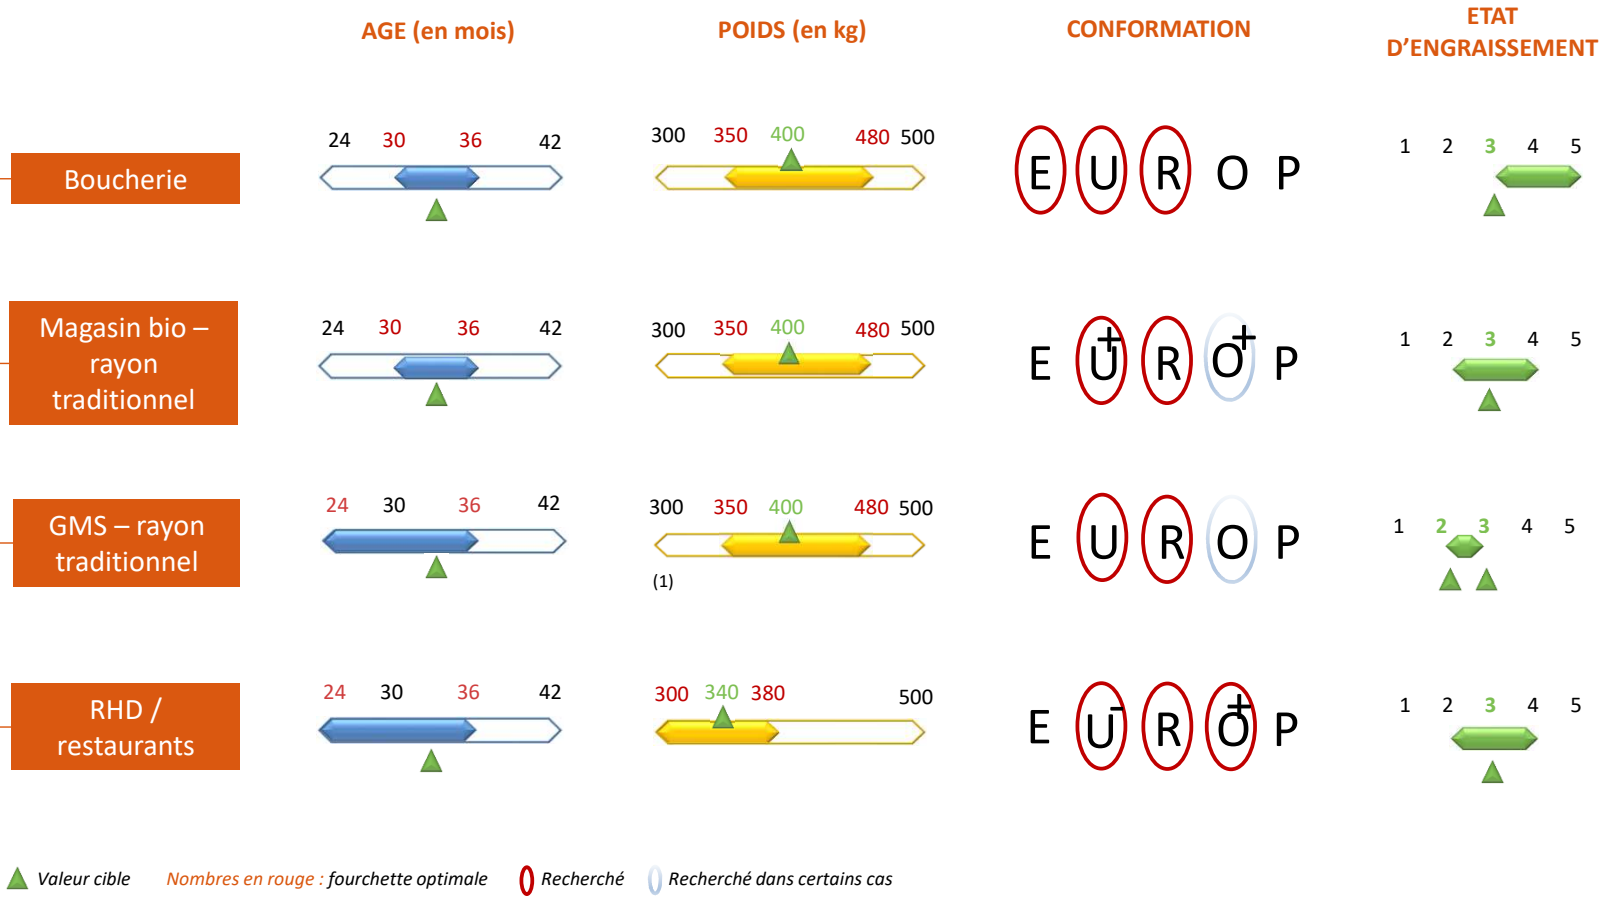 AGE (en mois)
POIDS (en kg)
CONFORMATION
ETAT
D’ENGRAISSEMENT
Boucherie
24 30 36 42
300 350 400 480 500
E U R O P
1 2 3 4 5
Magasin bio –
rayon
traditionnel
24 30 36 42
300 350 400 480 500
E U+ R O+ P
1 2 3 4 5
GMS – rayon
traditionnel
24 30 36 42
300 350 400 480 500
(1)
E U R O P
1 2 3 4 5
RHD /
restaurants
24 30 36 42
300 340 380 500
E U- R O+ P
1 2 3 4 5
Valeur cible
Nombres en rouge : fourchette optimale
Recherché
Recherché dans certains cas